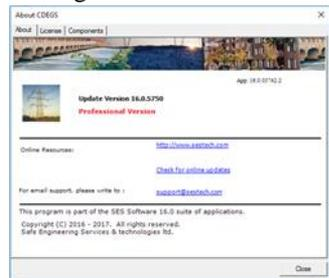 About CDEGS
About License Components
App: 16.0.03742.2
Update Version 16.0.5750
Professional Version
Online Resources: http://www.sestech.com
Check for online updates
For email support, please write to : support@sestech.com
This program is part of the SES Software 16.0 suite of applications.
Copyright (C) 2016 - 2017. All rights reserved.
Safe Engineering Services & technologies ltd.
Close